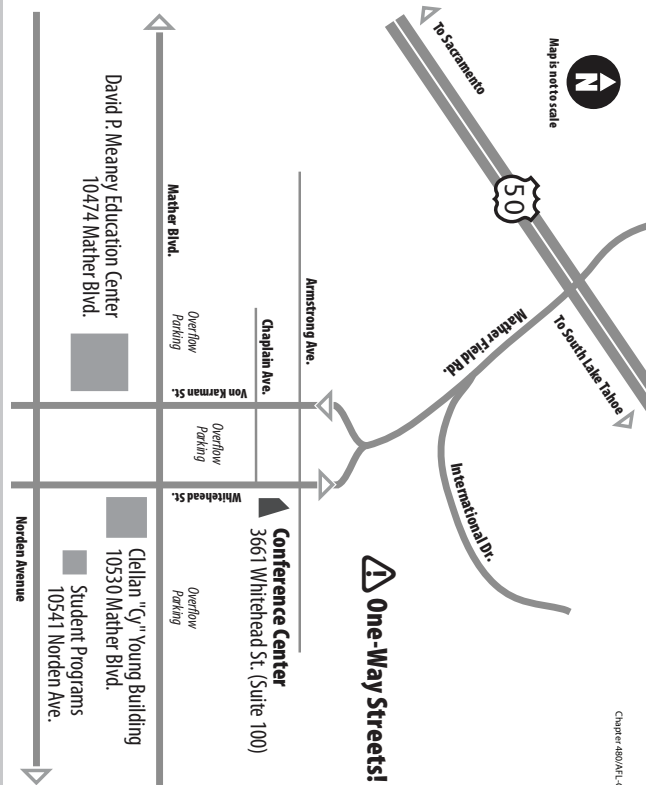 Chapter 480/AFL-
N
Map is not to scale
To Sacramento
50
To South Lake Tahoe
Mather Field Rd.
International Dr.
One-Way Streets!
Armstrong Ave.
Chaplain Ave.
Conference Center
3661 Whitehead St. (Suite 100)
Von Karman St.
Whitehead St.
Overflow
Parking
Overflow
Parking
Overflow
Parking
Mather Blvd.
David P. Meaney Education Center
10474 Mather Blvd.
Clellan "Cy" Young Building
10530 Mather Blvd.
Student Programs
10541 Norden Ave.
Norden Avenue